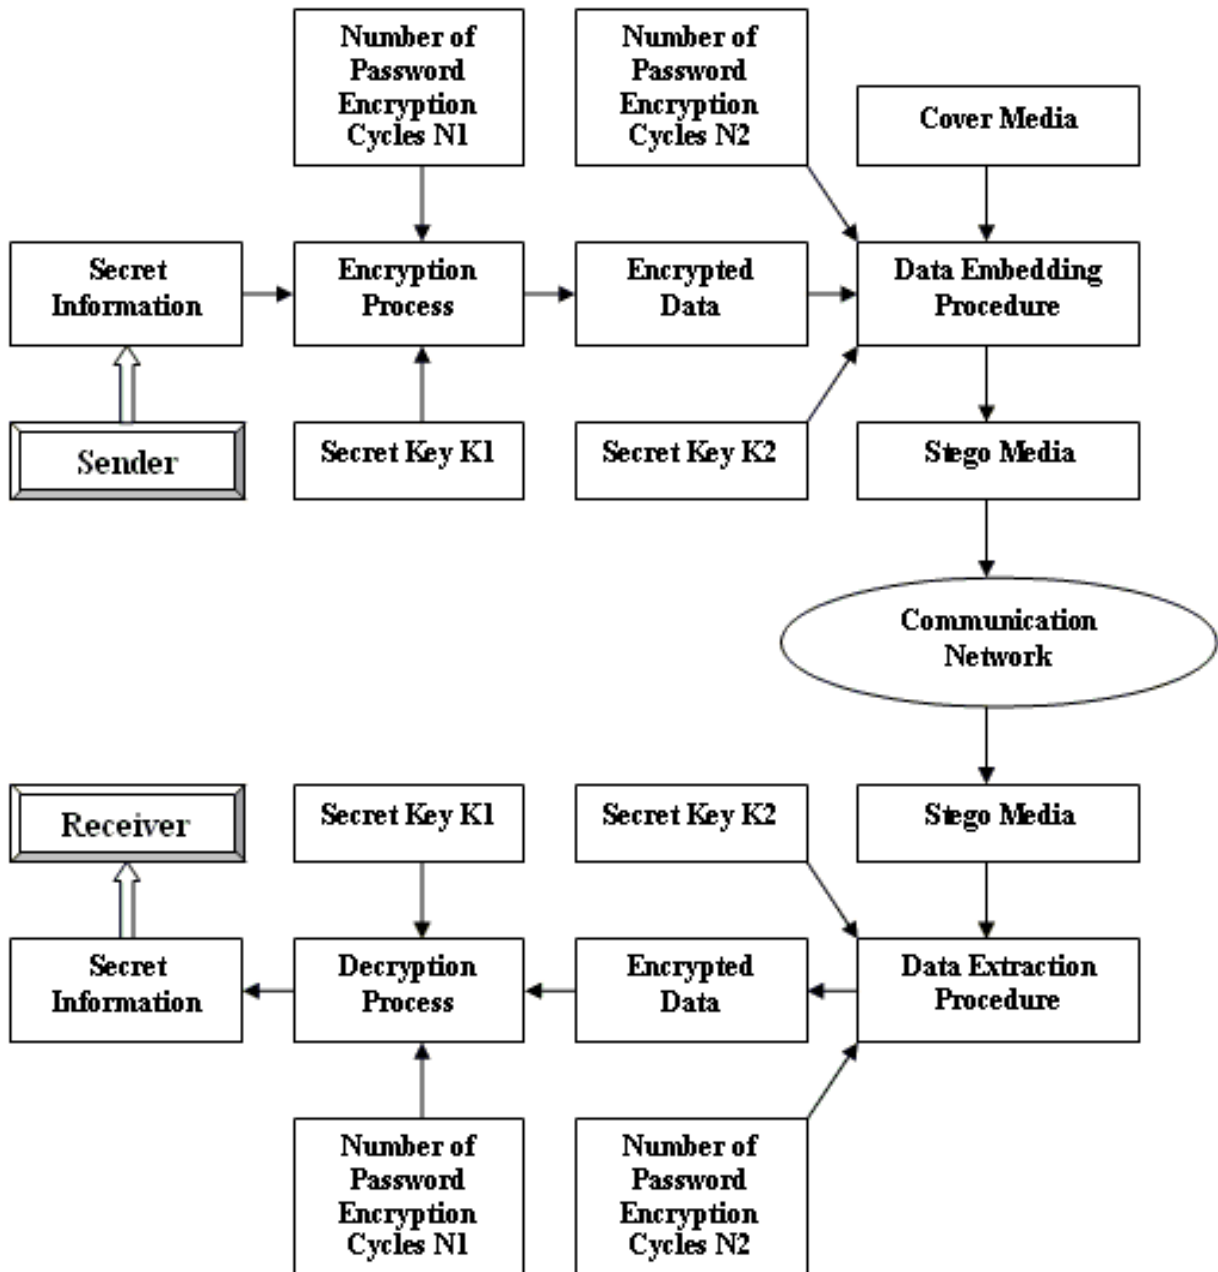 Number of
Password
Encryption
Cycles N1
Number of
Password
Encryption
Cycles N2
Cover Media
Secret
Information
Encryption
Process
Encrypted
Data
Data Embedding
Procedure
Sender
Secret Key K1
Secret Key K2
Stego Media
Communication
Network
Receiver
Secret Key K1
Secret Key K2
Stego Media
Secret
Information
Decryption
Process
Encrypted
Data
Data Extraction
Procedure
Number of
Password
Encryption
Cycles N1
Number of
Password
Encryption
Cycles N2